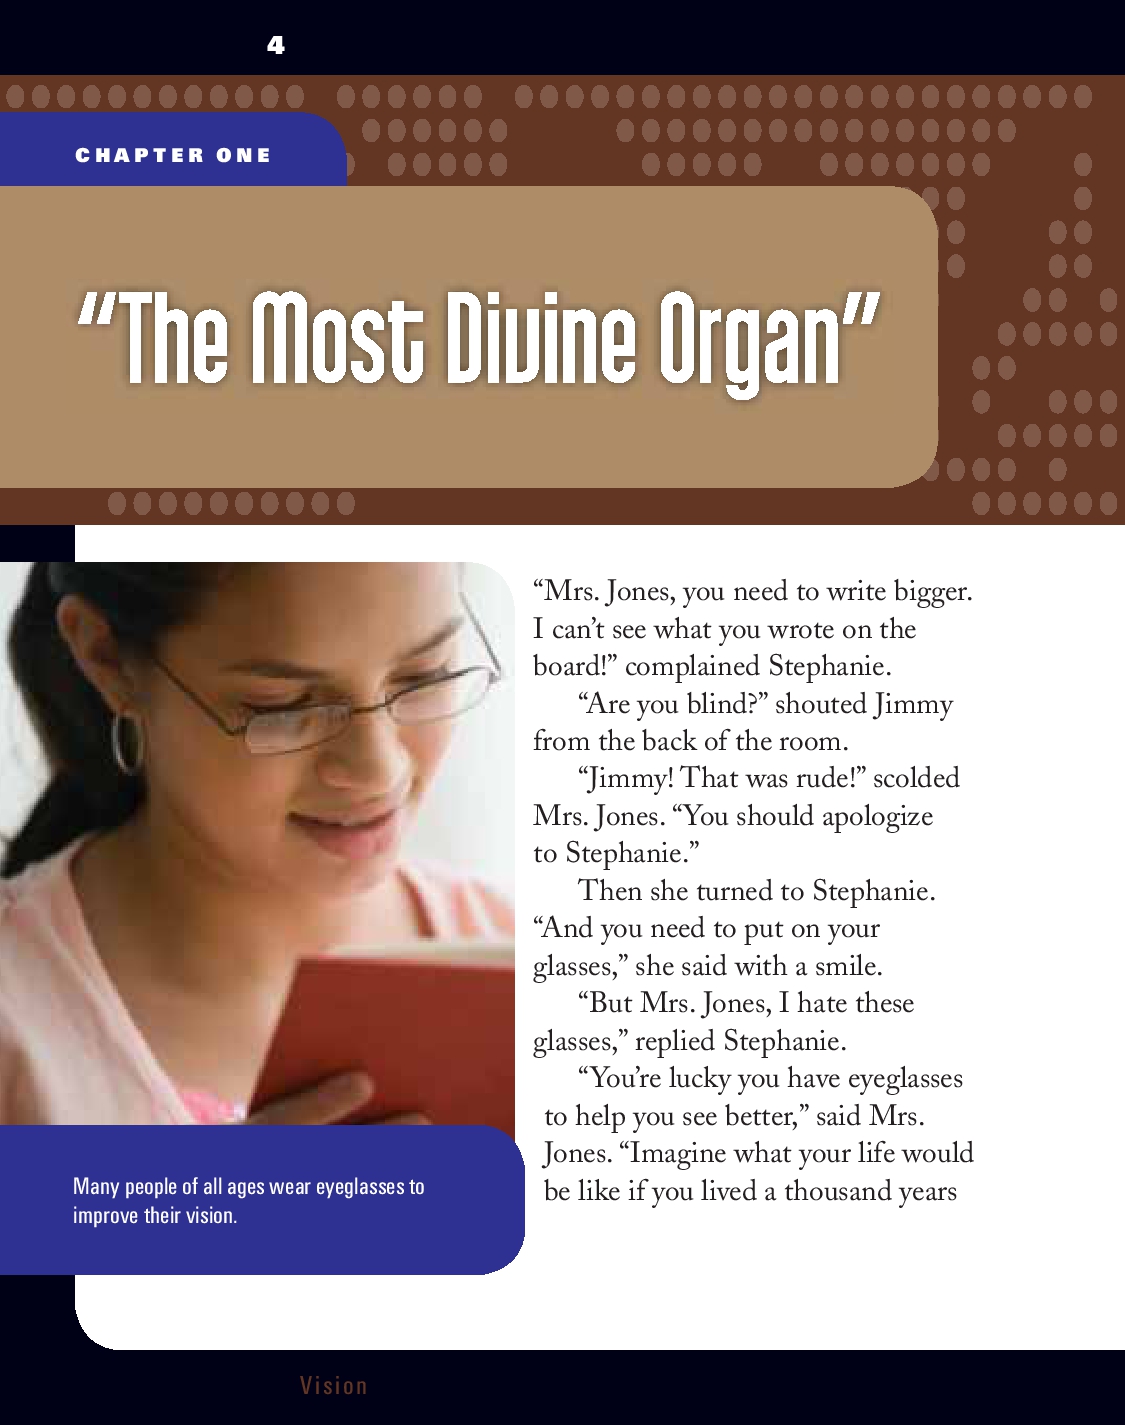 4
CHAPTER ONE
“The Most Divine Organ”
“Mrs. Jones, you need to write bigger.
I can’t see what you wrote on the
board!” complained Stephanie.
“Are you blind?” shouted Jimmy
from the back of the room.
“Jimmy! That was rude!” scolded
Mrs. Jones. “You should apologize
to Stephanie.”
Then she turned to Stephanie.
“And you need to put on your
glasses,” she said with a smile.
“But Mrs. Jones, I hate these
glasses,” replied Stephanie.
“You’re lucky you have eyeglasses
to help you see better,” said Mrs.
Jones. “Imagine what your life would
be like if you lived a thousand years
Many people of all ages wear eyeglasses to
improve their vision.
Vision